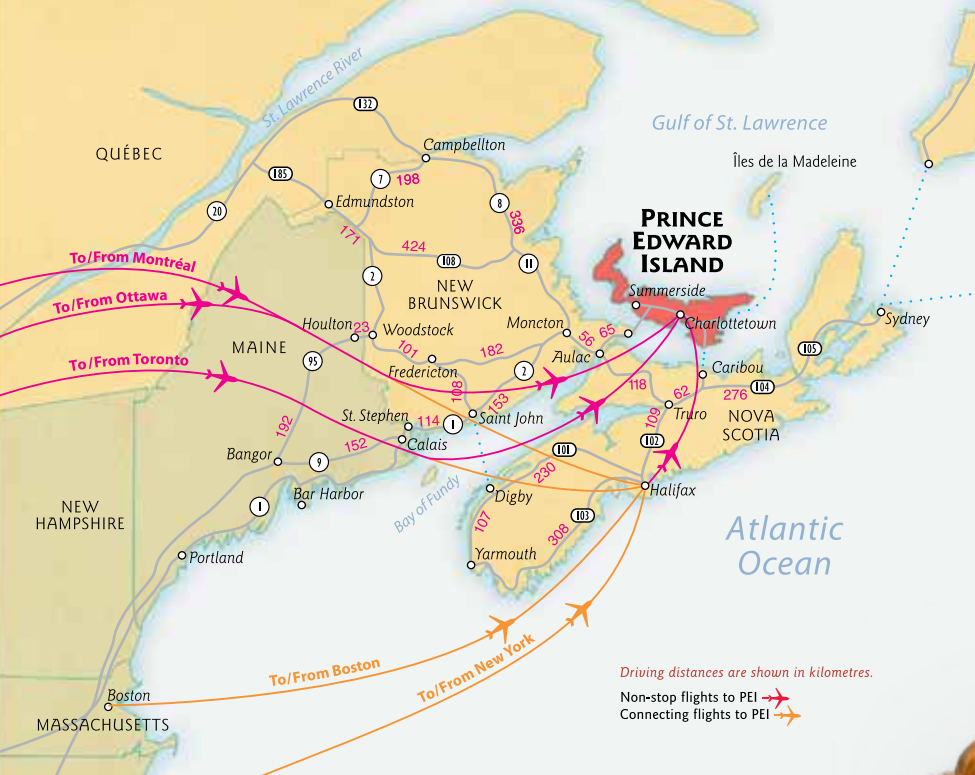 132
St. Lawrence River
Gulf of St. Lawrence
QUÉBEC
Campbellton
Îles de la Madeleine
185
7
198
Edmundston
8
20
336
PRINCE
EDWARD
ISLAND
171
424
108
11
To/From Montréal
2
NEW
BRUNSWICK
Summerside
To/From Ottawa
Houlton
23
Woodstock
Moncton
56
65
Charlottetown
Sydney
MAINE
101
182
Aulac
105
To/From Toronto
95
Fredericton
2
Caribou
108
118
62
276
104
153
St. Stephen
114
1
Saint John
109
Truro
NOVA
SCOTIA
192
152
Calais
102
Bangor
9
101
230
Bar Harbor
Digby
Halifax
NEW
HAMPSHIRE
1
Bay of Fundy
107
103
308
Atlantic
Ocean
Portland
Yarmouth
To/From Boston
To/From New York
Driving distances are shown in kilometres.
Non-stop flights to PEI
Connecting flights to PEI
Boston
MASSACHUSETTS